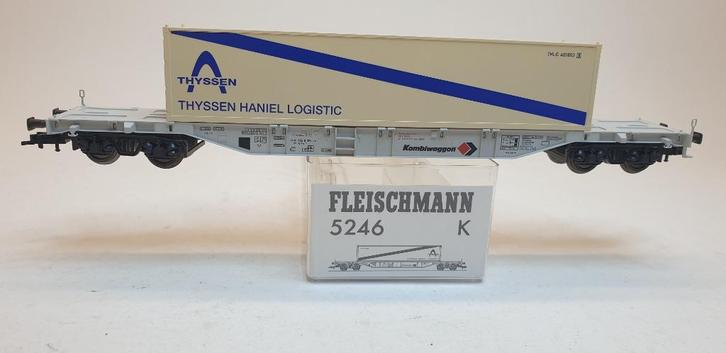 THYSSEN
THYSSEN HANIEL LOGISTIC
Kombiwaggon
FLEISCHMANN
5246 K